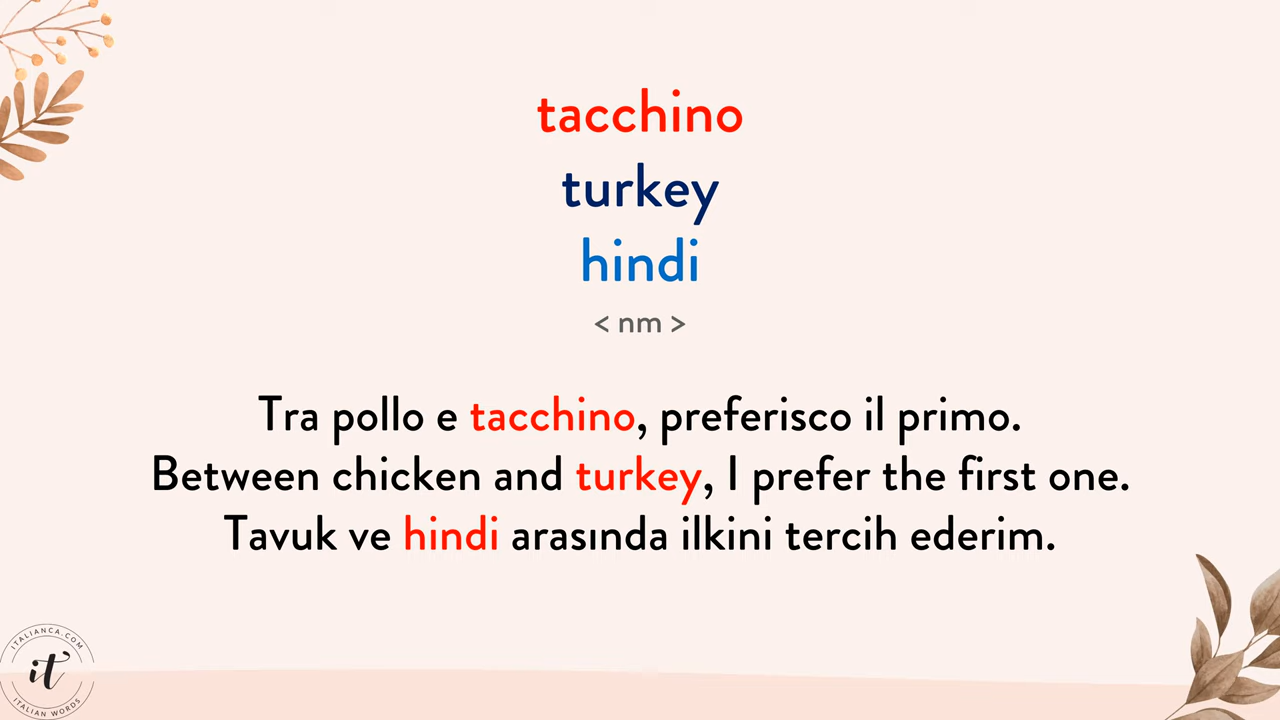 tacchino
turkey
hindi
< nm >
Tra pollo e tacchino, preferisco il primo.
Between chicken and turkey, I prefer the first one.
Tavuk ve hindi arasında ilkini tercih ederim.
ITALIANCA.COM
it
ITALIAN WORDS